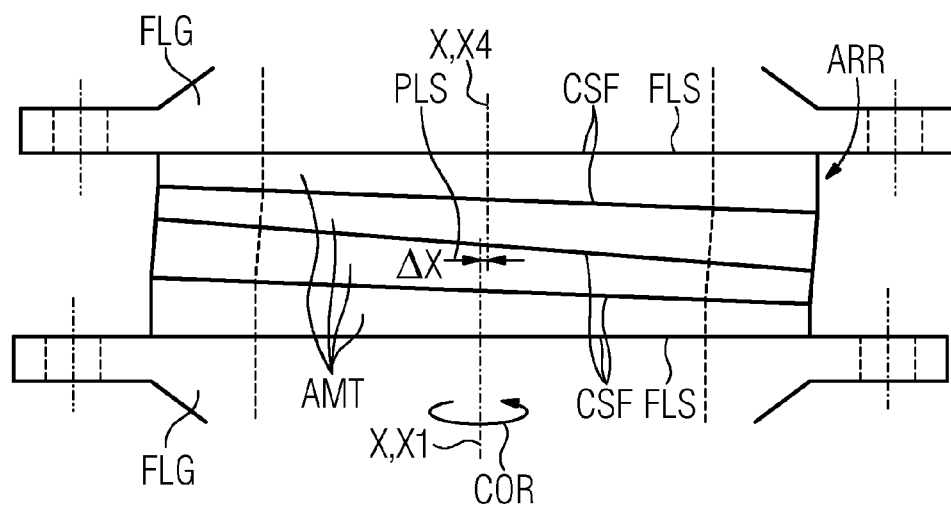 FLG
X,X4
PLS
CSF
FLS
ARR
ΔX
AMT
CSF
FLS
FLG
X,X1
COR